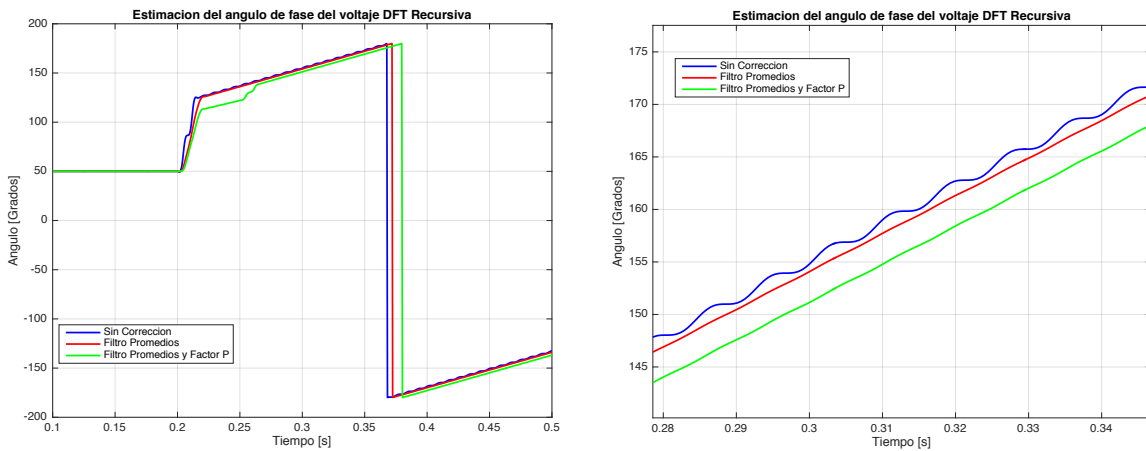 Estimacion del angulo de fase del voltaje DFT Recursiva
200
150
100
50
0
-50
-100
-150
-200
Angulo [Grados]
Sin Correccion
Filtro Promedios
Filtro Promedios y Factor P
0.1
0.15
0.2
0.25
0.3
0.35
0.4
0.45
0.5
Tiempo [s]
Estimacion del angulo de fase del voltaje DFT Recursiva
175
170
165
160
155
150
145
Angulo [Grados]
Sin Correccion
Filtro Promedios
Filtro Promedios y Factor P
0.28
0.29
0.3
0.31
0.32
0.33
0.34
Tiempo [s]